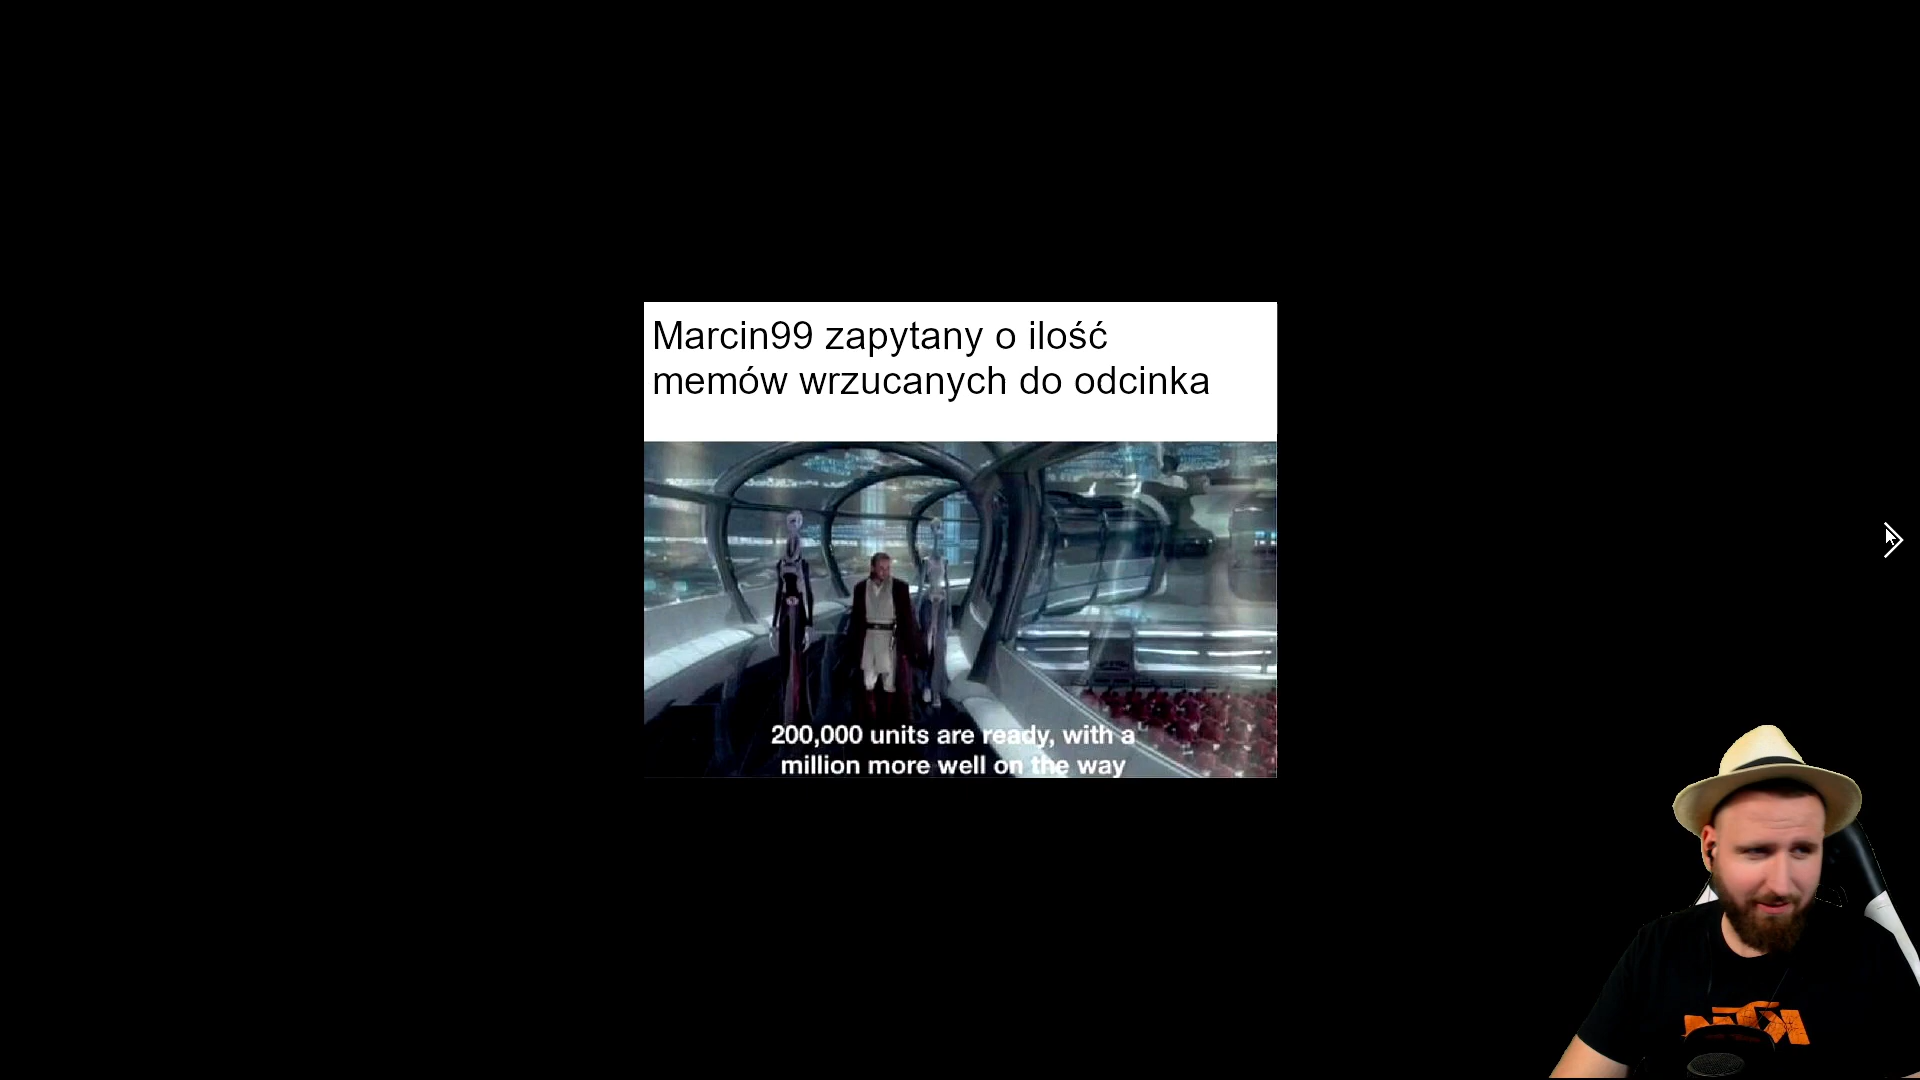 Marcin99 zapytany o ilość
memów wrzucanych do odcinka
200,000 units are ready, with a
million more well on the way